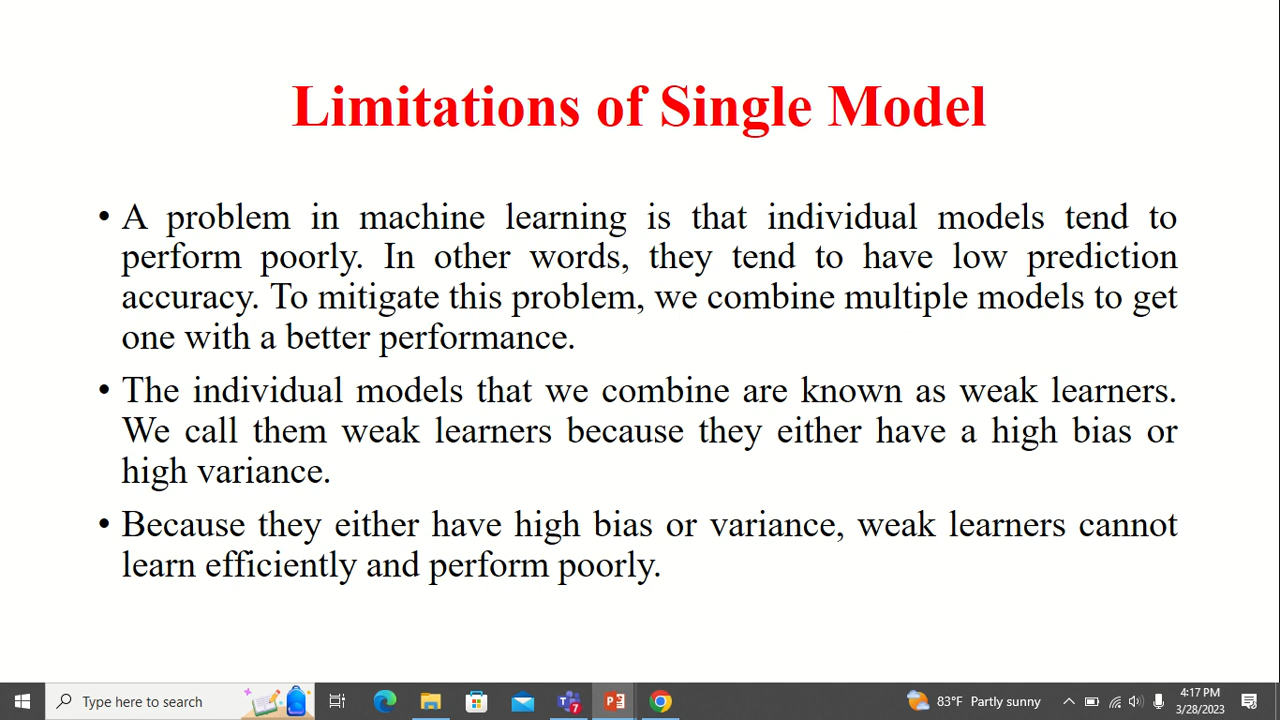 Limitations of Single Model
• A problem in machine learning is that individual models tend to
perform poorly. In other words, they tend to have low prediction
accuracy. To mitigate this problem, we combine multiple models to get
one with a better performance.
• The individual models that we combine are known as weak learners.
We call them weak learners because they either have a high bias or
high variance.
• Because they either have high bias or variance, weak learners cannot
learn efficiently and perform poorly.
Type here to search
7
83°F Partly sunny
4:17 PM
3/28/2023